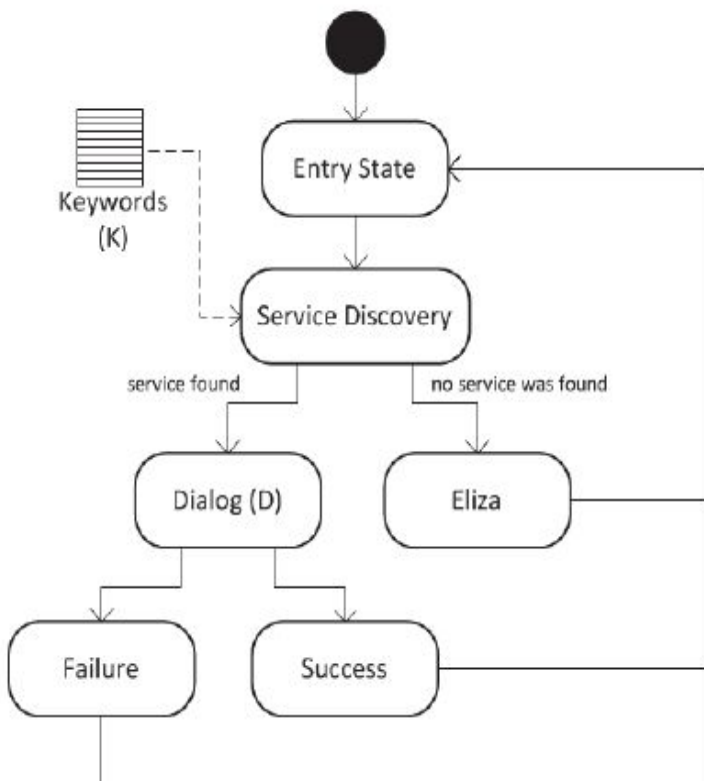 Entry State
Keywords
(K)
Service Discovery
service found
no service was found
Dialog (D)
Eliza
Failure
Success